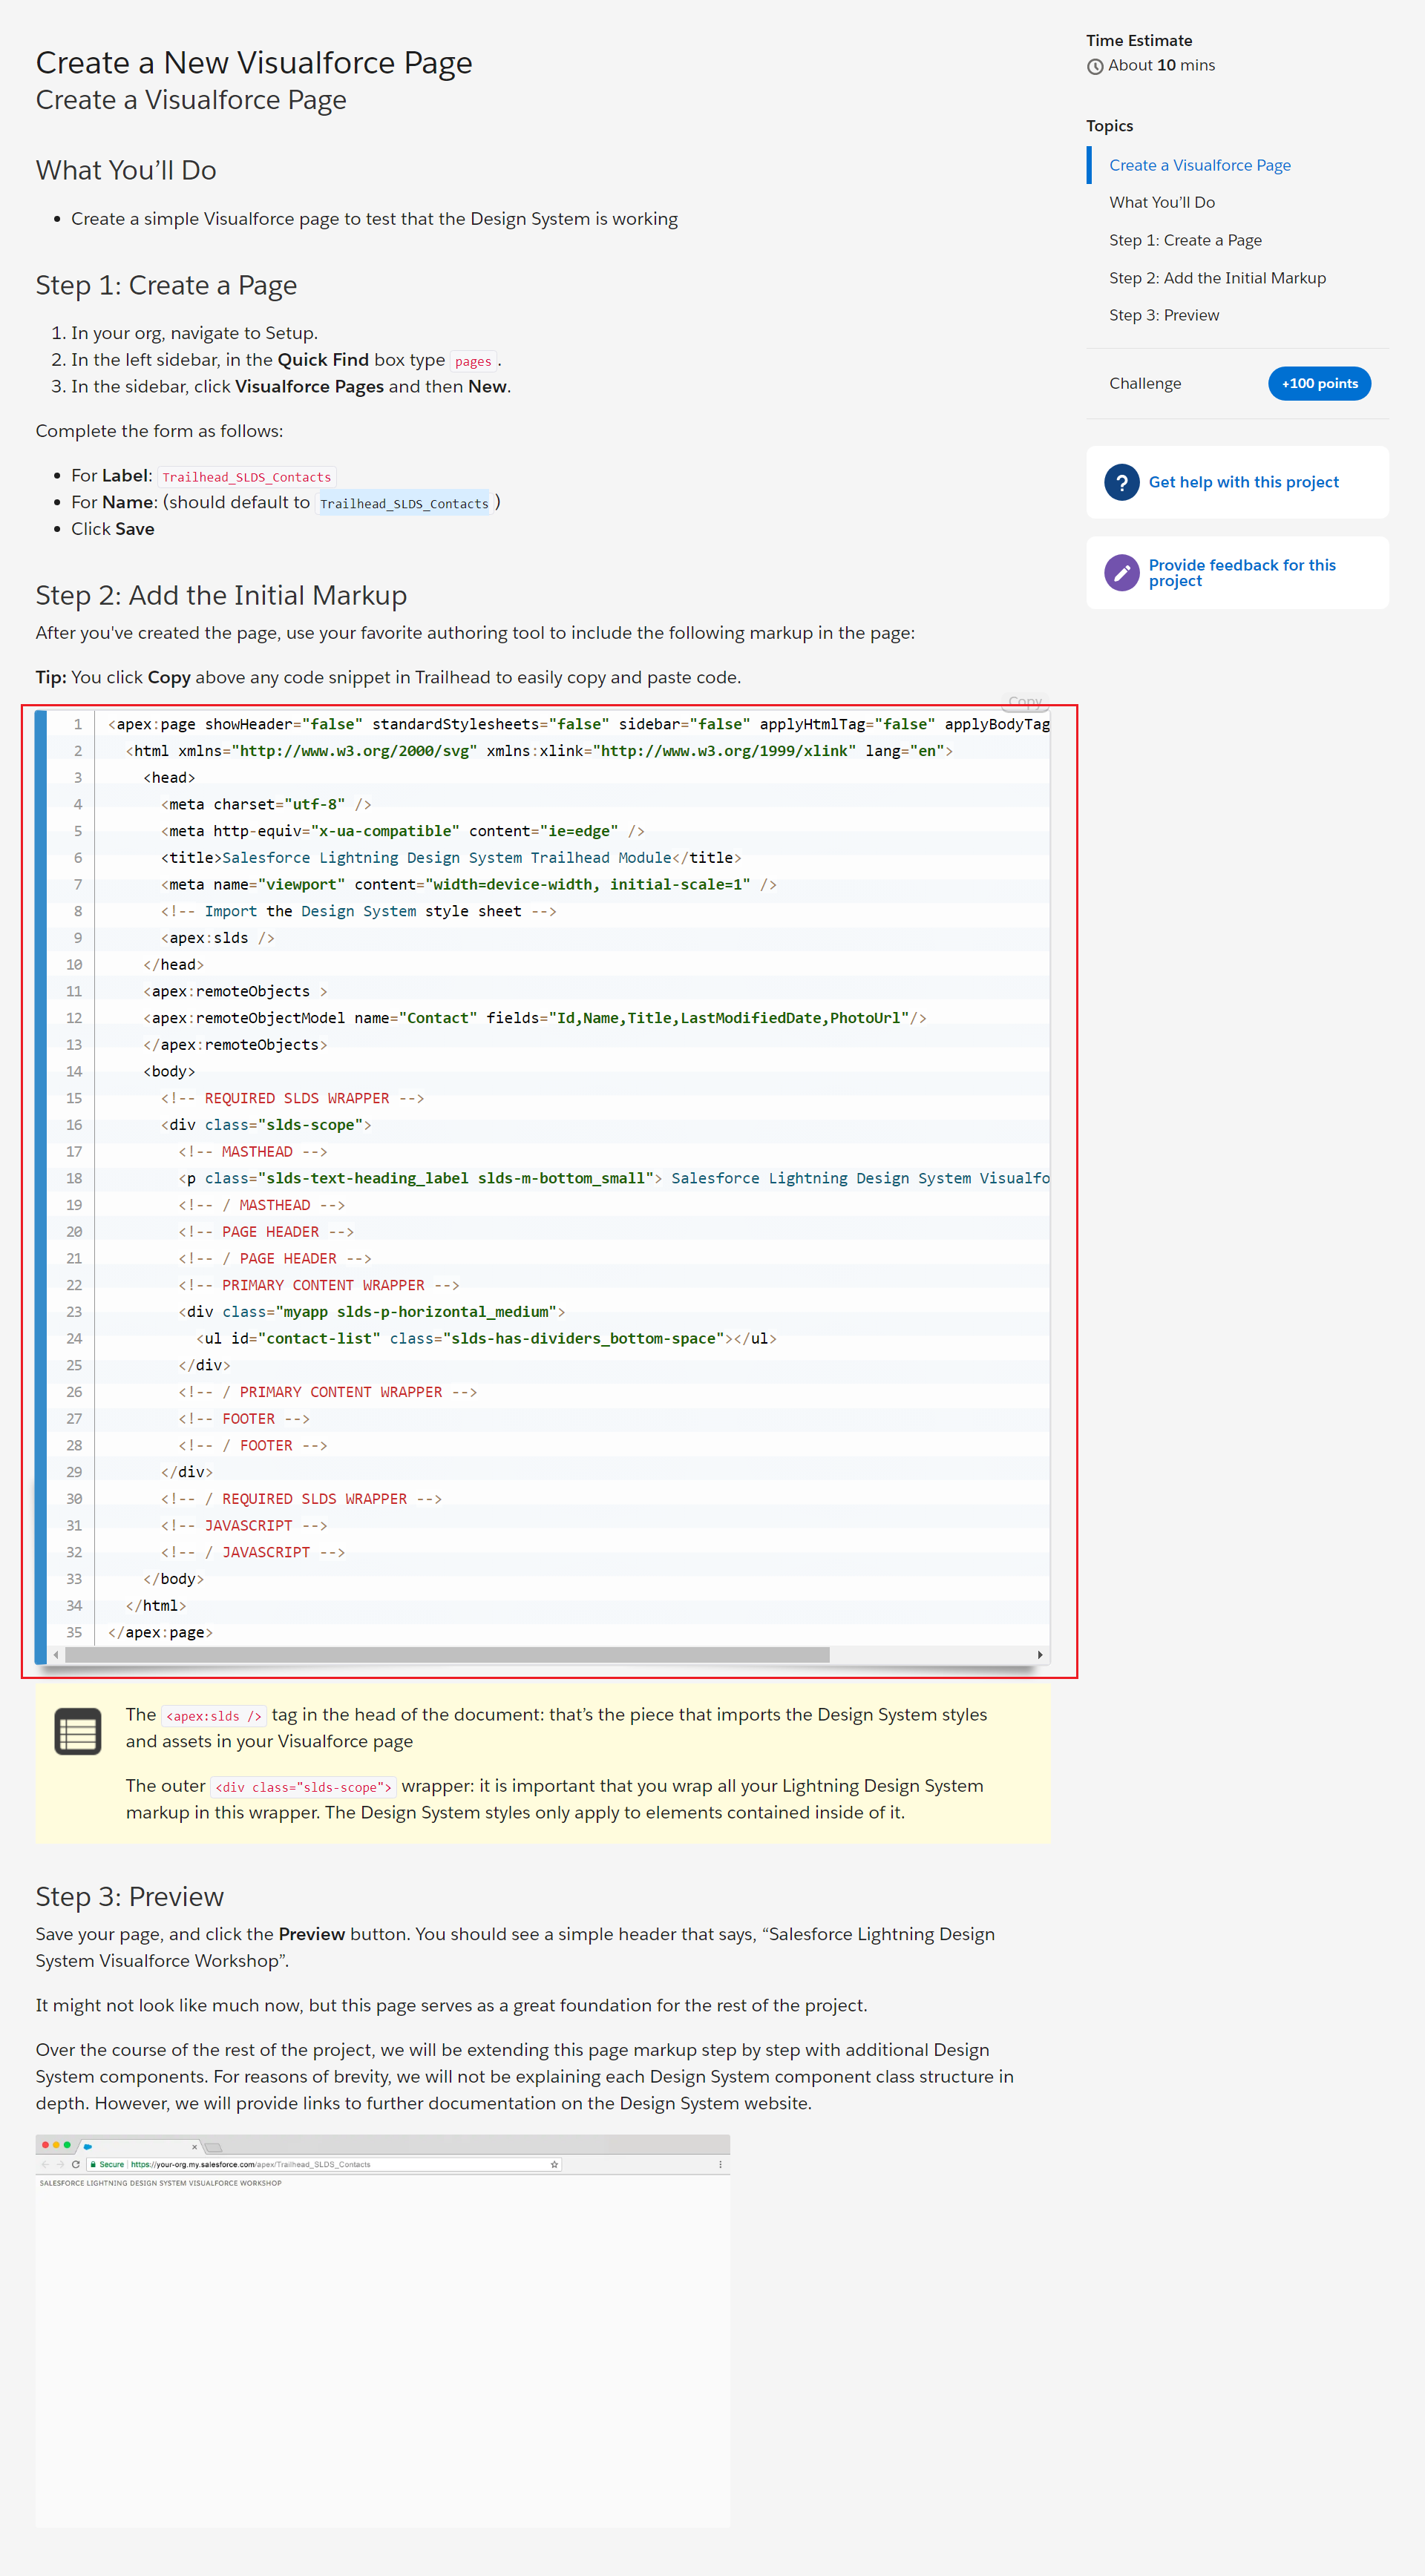 Create a New Visualforce Page
Create a Visualforce Page
What You’ll Do
• Create a simple Visualforce page to test that the Design System is working
Step 1: Create a Page
1. In your org, navigate to Setup.
2. In the left sidebar, in the Quick Find box type pages.
3. In the sidebar, click Visualforce Pages and then New.
Complete the form as follows:
• For Label: Trailhead_SLDS_Contacts
• For Name: (should default to Trailhead_SLDS_Contacts)
• Click Save
Step 2: Add the Initial Markup
After you've created the page, use your favorite authoring tool to include the following markup in the page:
Tip: You click Copy above any code snippet in Trailhead to easily copy and paste code.
Copy
1 <apex:page showHeader="false" standardStylesheets="false" sidebar="false" applyHtmlTag="false" applyBodyTag
2 <html xmlns="http://www.w3.org/2000/svg" xmlns:xlink="http://www.w3.org/1999/xlink" lang="en">
3 <head>
4 <meta charset="utf-8" />
5 <meta http-equiv="x-ua-compatible" content="ie=edge" />
6 <title>Salesforce Lightning Design System Trailhead Module</title>
7 <meta name="viewport" content="width=device-width, initial-scale=1" />
8 <!-- Import the Design System style sheet -->
9 <apex:slds />
10 </head>
11 <apex:remoteObjects >
12 <apex:remoteObjectModel name="Contact" fields="Id,Name,Title,LastModifiedDate,PhotoUrl"/>
13 </apex:remoteObjects>
14 <body>
15 <!-- REQUIRED SLDS WRAPPER -->
16 <div class="slds-scope">
17 <!-- MASTHEAD -->
18 <p class="slds-text-heading_label slds-m-bottom_small"> Salesforce Lightning Design System Visualfo
19 <!-- / MASTHEAD -->
20 <!-- PAGE HEADER -->
21 <!-- / PAGE HEADER -->
22 <!-- PRIMARY CONTENT WRAPPER -->
23 <div class="myapp slds-p-horizontal_medium">
24 <ul id="contact-list" class="slds-has-dividers_bottom-space"></ul>
25 </div>
26 <!-- / PRIMARY CONTENT WRAPPER -->
27 <!-- FOOTER -->
28 <!-- / FOOTER -->
29 </div>
30 <!-- / REQUIRED SLDS WRAPPER -->
31 <!-- JAVASCRIPT -->
32 <!-- / JAVASCRIPT -->
33 </body>
34 </html>
35 </apex:page>
The <apex:slds /> tag in the head of the document: that’s the piece that imports the Design System styles
and assets in your Visualforce page
The outer <div class="slds-scope"> wrapper: it is important that you wrap all your Lightning Design System
markup in this wrapper. The Design System styles only apply to elements contained inside of it.
Step 3: Preview
Save your page, and click the Preview button. You should see a simple header that says, “Salesforce Lightning Design
System Visualforce Workshop”.
It might not look like much now, but this page serves as a great foundation for the rest of the project.
Over the course of the rest of the project, we will be extending this page markup step by step with additional Design
System components. For reasons of brevity, we will not be explaining each Design System component class structure in
depth. However, we will provide links to further documentation on the Design System website.
Secure https://your-org.my.salesforce.com/apex/Trailhead_SLDS_Contacts
SALESFORCE LIGHTNING DESIGN SYSTEM VISUALFORCE WORKSHOP
Time Estimate
About 10 mins
Topics
Create a Visualforce Page
What You’ll Do
Step 1: Create a Page
Step 2: Add the Initial Markup
Step 3: Preview
Challenge
+100 points
?
Get help with this project
Provide feedback for this
project